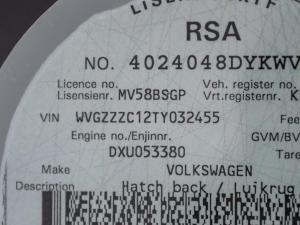 RSA
NO. 4024048DYKWV
Licence no. Veh. register no.
Lisensienr. MV58BSGP Vrt.registernr. K
VIN WVGZZZC12TY032455 Fee
Engine no./Enjinnr. GVM/BV
DXU053380 Tare
Make VOLKSWAGEN
Description Hatch back / Luikrug